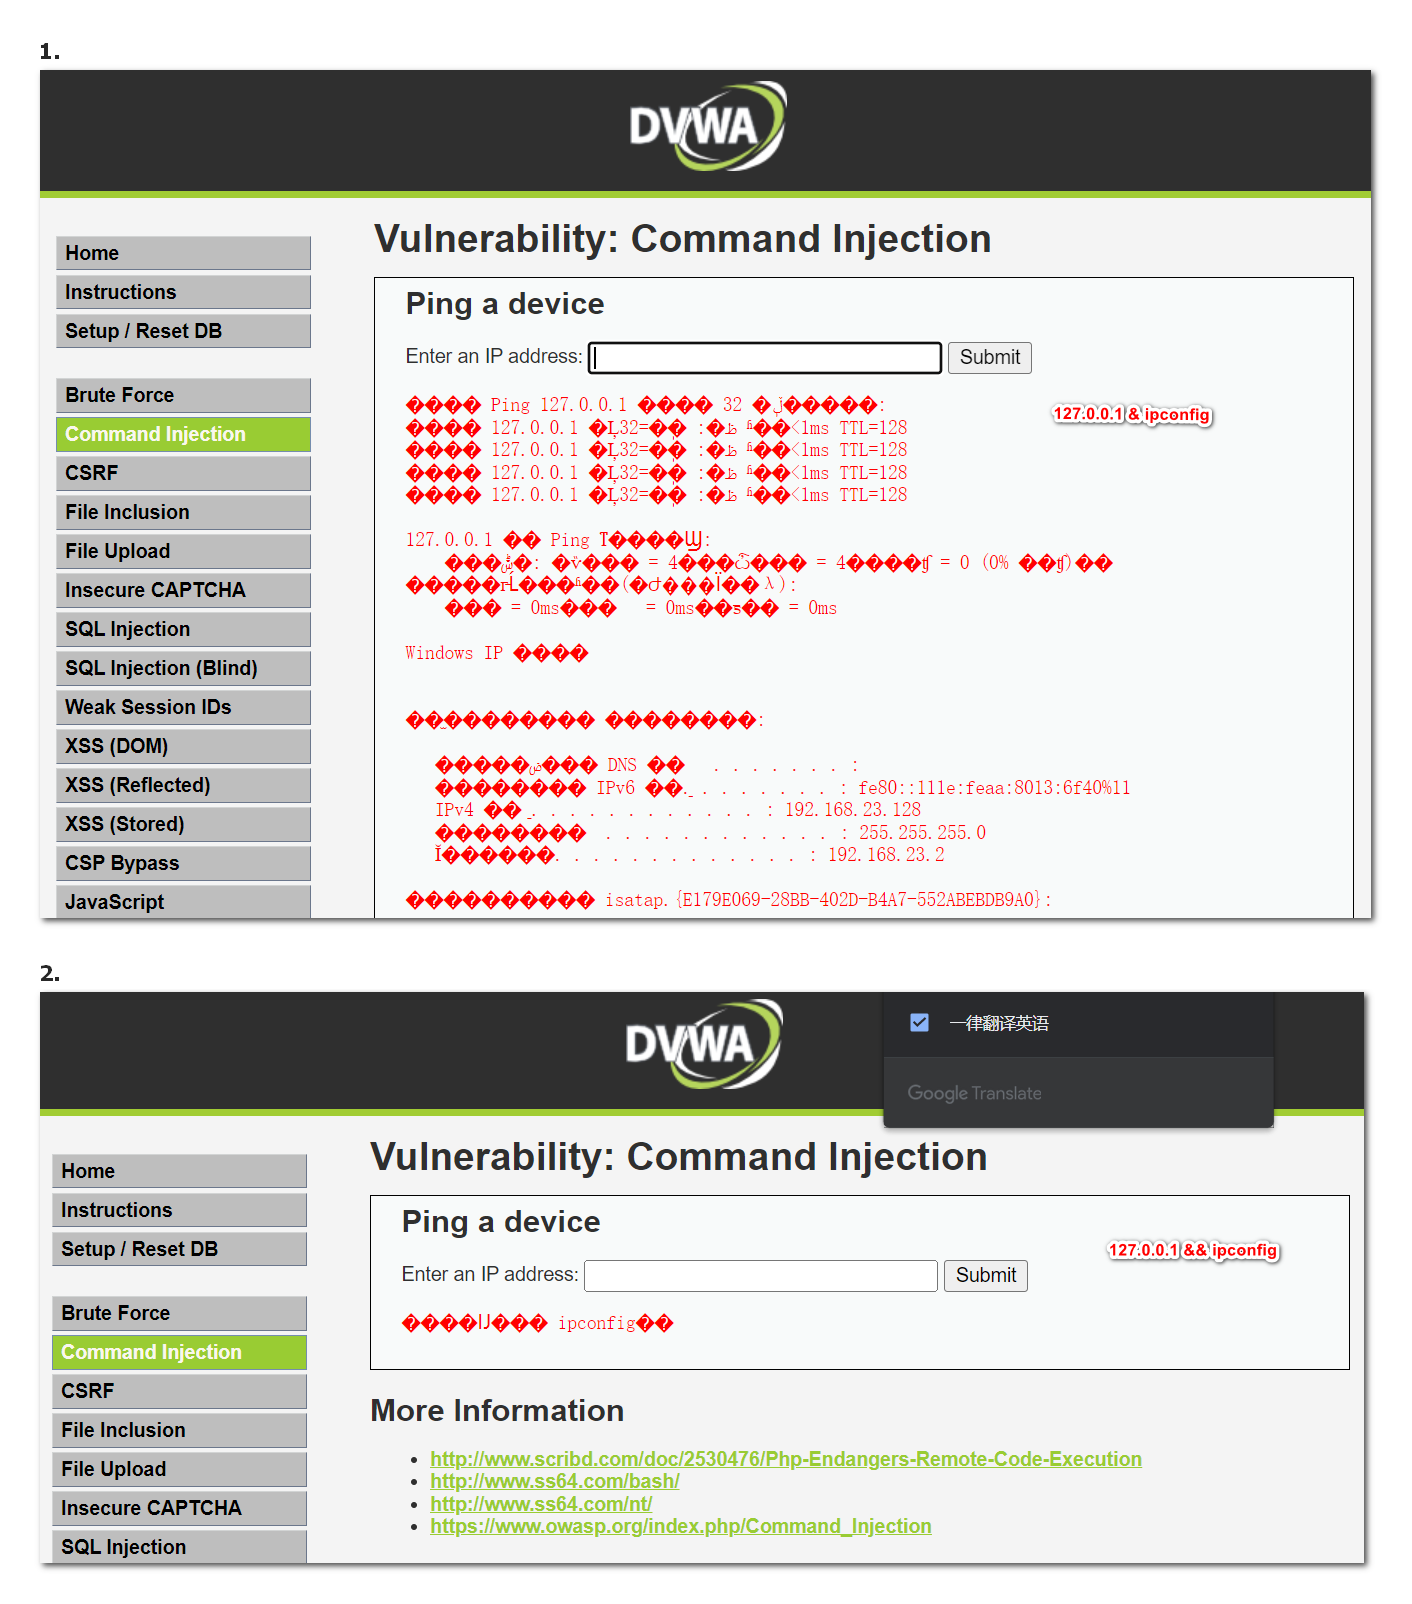 1.
DVWA
Vulnerability: Command Injection
Home
Instructions
Setup / Reset DB
Brute Force
Command Injection
CSRF
File Inclusion
File Upload
Insecure CAPTCHA
SQL Injection
SQL Injection (Blind)
Weak Session IDs
XSS (DOM)
XSS (Reflected)
XSS (Stored)
CSP Bypass
JavaScript
Ping a device
Enter an IP address: Submit
127.0.0.1 & ipconfig
���� Ping 127.0.0.1 ���� 32 �����:
���� 127.0.0.1 32= <1ms TTL=128
���� 127.0.0.1 32= <1ms TTL=128
���� 127.0.0.1 32= <1ms TTL=128
���� 127.0.0.1 32= <1ms TTL=128
127.0.0.1 �� Ping
= 4 = 4 = 0 (0%
= 0ms��� = 0ms = 0ms
Windows IP ����
DNS �� . . . . . . . :
�������� IPv6 ��. . . . . . . . : fe80::111e:feaa:8013:6f40%11
IPv4 �� . . . . . . . . . . . . : 192.168.23.128
�������� . . . . . . . . . . . . : 255.255.255.0
. . . . . . . . . . . . . : 192.168.23.2
���������� isatap.{E179E069-28BB-402D-B4A7-552ABEBDB9A0}:
2.
DVWA
一律翻译英语
Google Translate
Vulnerability: Command Injection
Home
Instructions
Setup / Reset DB
Brute Force
Command Injection
CSRF
File Inclusion
File Upload
Insecure CAPTCHA
SQL Injection
Ping a device
127.0.0.1 && ipconfig
Enter an IP address: Submit
����Ĳ��� ipconfig��
More Information
http://www.scribd.com/doc/2530476/Php-Endangers-Remote-Code-Execution
http://www.ss64.com/bash/
http://www.ss64.com/nt/
https://www.owasp.org/index.php/Command_Injection